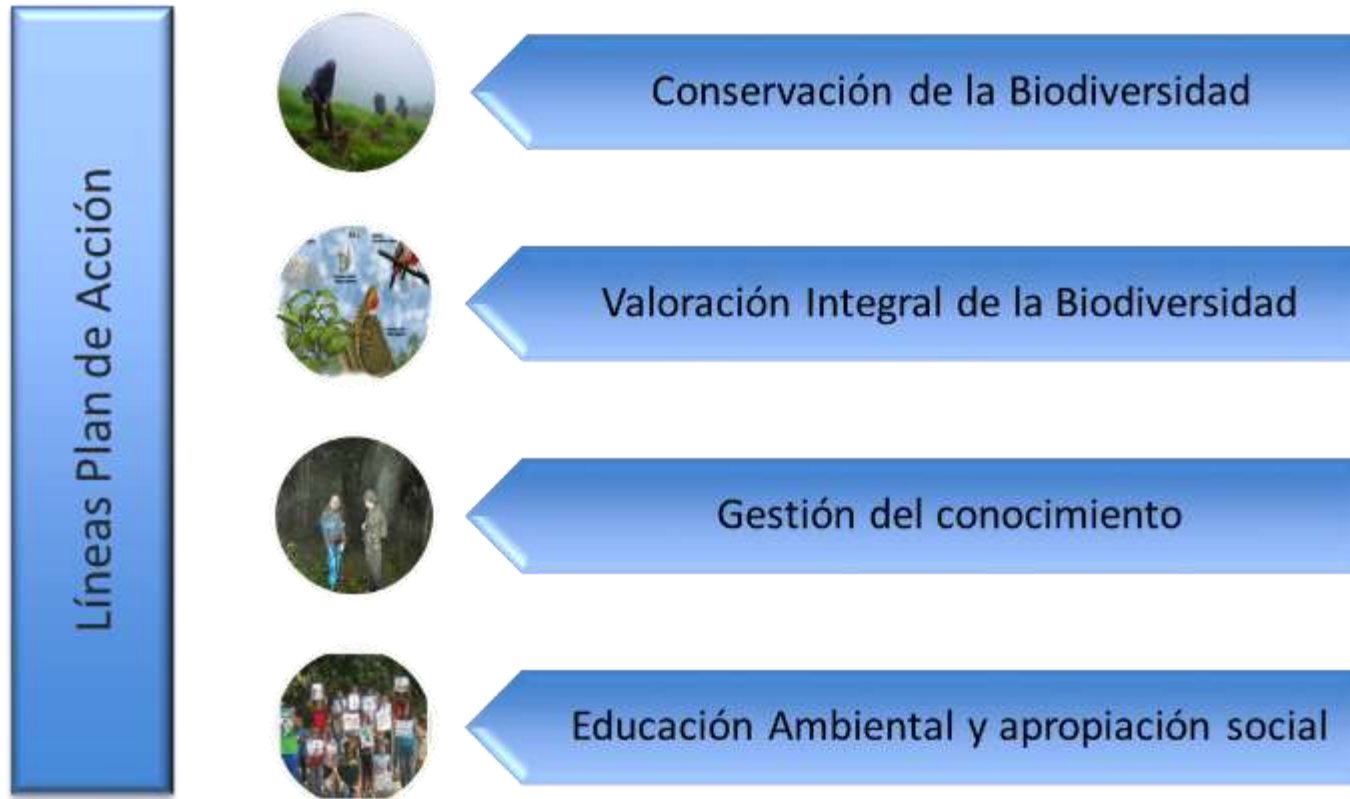 Líneas Plan de Acción
Conservación de la Biodiversidad
Valoración Integral de la Biodiversidad
Gestión del conocimiento
Educación Ambiental y apropiación social